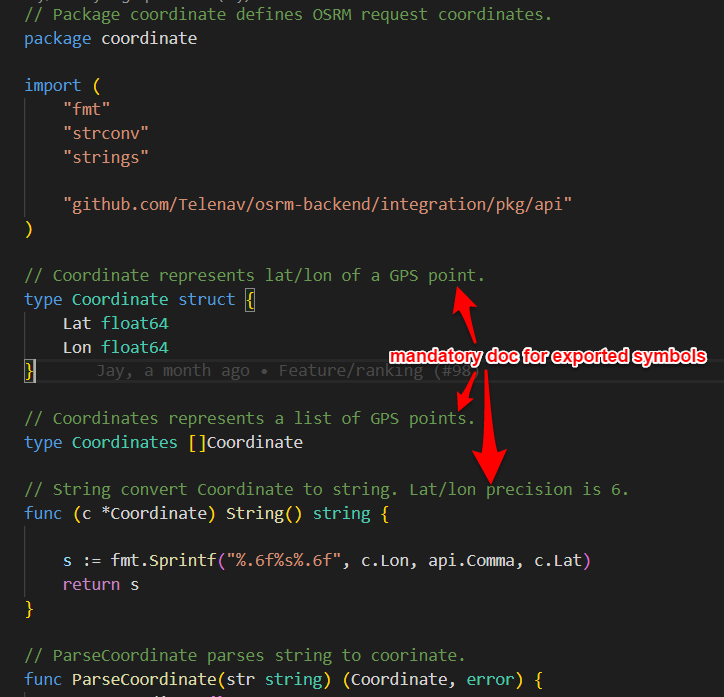 // Package coordinate defines OSRM request coordinates.
package coordinate
import (
"fmt"
"strconv"
"strings"
"github.com/Telenav/osrm-backend/integration/pkg/api"
)
// Coordinate represents lat/lon of a GPS point.
type Coordinate struct {
Lat float64
Lon float64
mandatory doc for exported symbols
} Jay, a month ago • Feature/ranking (#98)
// Coordinates represents a list of GPS points.
type Coordinates []Coordinate
// String convert Coordinate to string. Lat/lon precision is 6.
func (c *Coordinate) String() string {
s := fmt.Sprintf("%.6f%s%.6f", c.Lon, api.Comma, c.Lat)
return s
}
// ParseCoordinate parses string to coorinate.
func ParseCoordinate(str string) (Coordinate, error) {